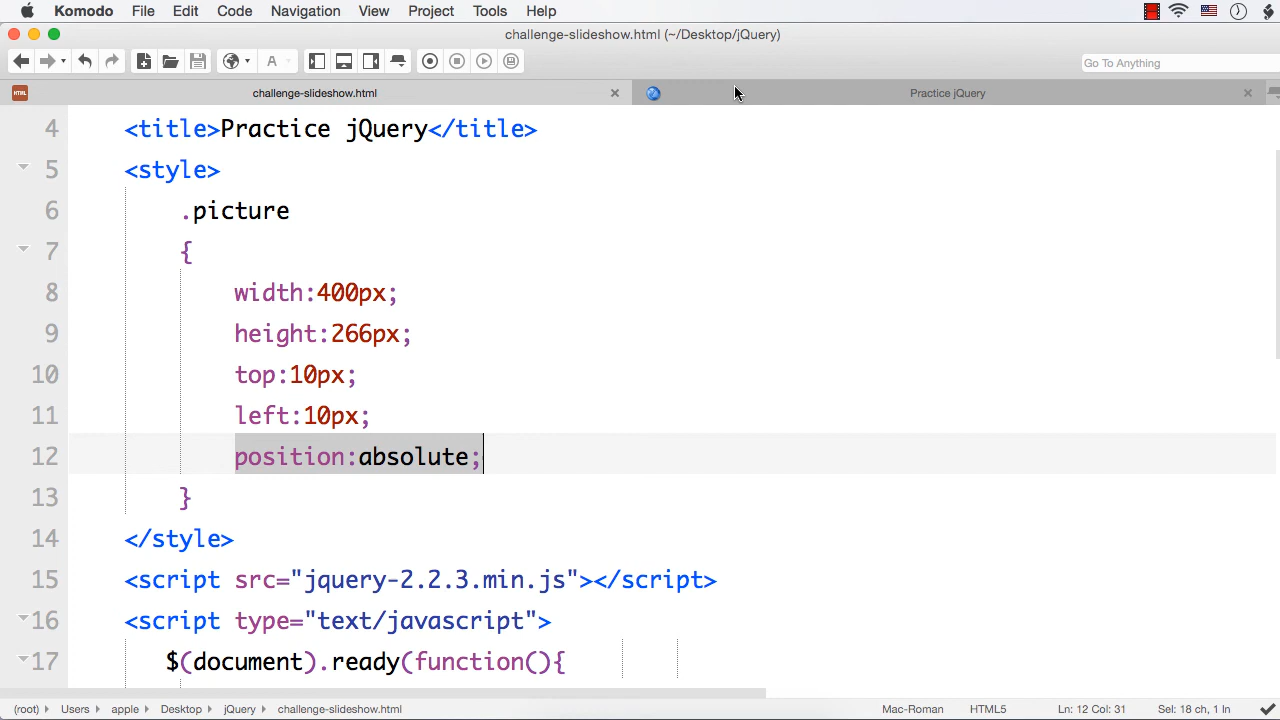 Komodo File Edit Code Navigation View Project Tools Help
challenge-slideshow.html (~/Desktop/jQuery)
A Go To Anything
HTML challenge-slideshow.html Practice jQuery
4 <title>Practice jQuery</title>
5 <style>
6 .picture
7 {
8 width:400px;
9 height:266px;
10 top:10px;
11 left:10px;
12 position:absolute;
13 }
14 </style>
15 <script src="jquery-2.2.3.min.js"></script>
16 <script type="text/javascript">
17 $(document).ready(function(){
(root) Users apple Desktop jQuery challenge-slideshow.html Mac-Roman HTML5 Ln: 12 Col: 31 Sel: 18 ch, 1 ln